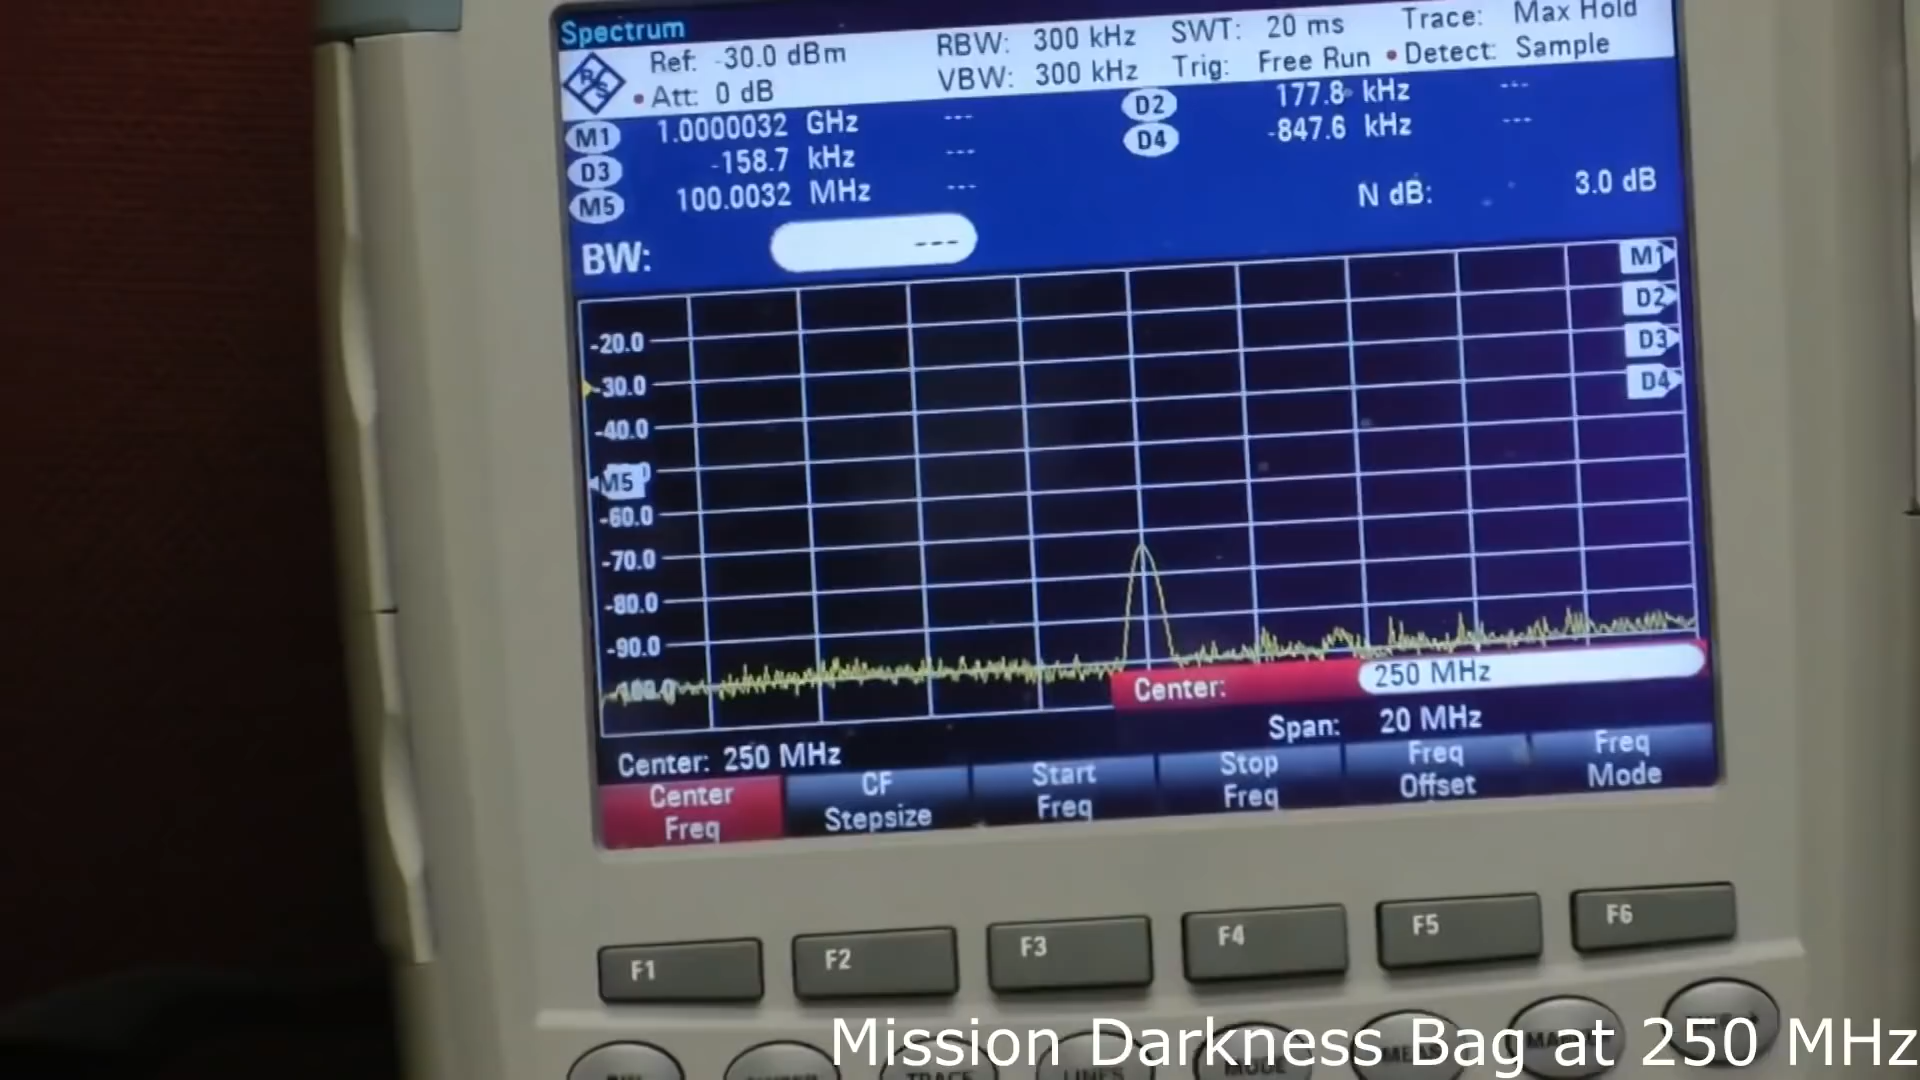 Spectrum
Ref: -30.0 dBm RBW: 300 kHz SWT: 20 ms Trace: Max Hold
Att: 0 dB VBW: 300 kHz Trig: Free Run Detect: Sample
R S
M1 1.0000032 GHz --- D2 177.8 kHz ---
D3 -158.7 kHz --- D4 -847.6 kHz ---
M5 100.0032 MHz --- N dB: 3.0 dB
BW: ---
M1
D2
-20.0 D3
-30.0 D4
-40.0
M5
-60.0
-70.0
-80.0
-90.0
-100.0
Center: 250 MHz
Center: 250 MHz Span: 20 MHz
Center Freq CF Stepsize Start Freq Stop Freq Freq Offset Freq Mode
F1 F2 F3 F4 F5 F6
TRACE LINES MODE
Mission Darkness Bag at 250 MHz